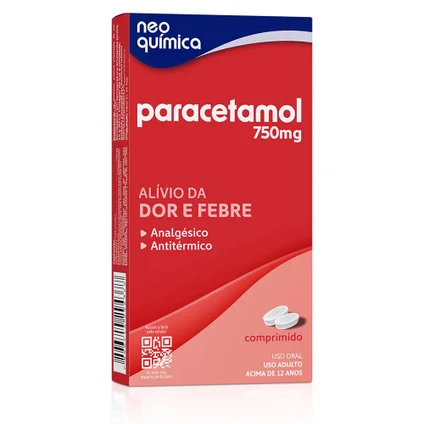 neo
química
paracetamol
750mg
ALÍVIO DA
DOR E FEBRE
Analgésico
Antitérmico
comprimido
USO ORAL
USO ADULTO
ACIMA DE 12 ANOS